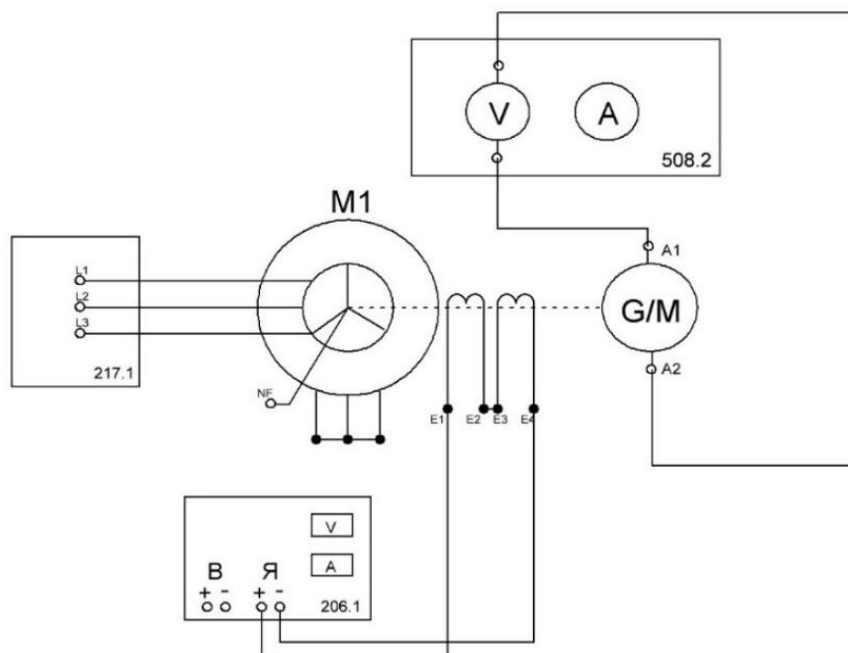 V A
508.2
M1
A1
L1
L2
L3
G/M
217.1
A2
NF
E1 E2 E3 E4
V
В Я A
+ - + -
206.1